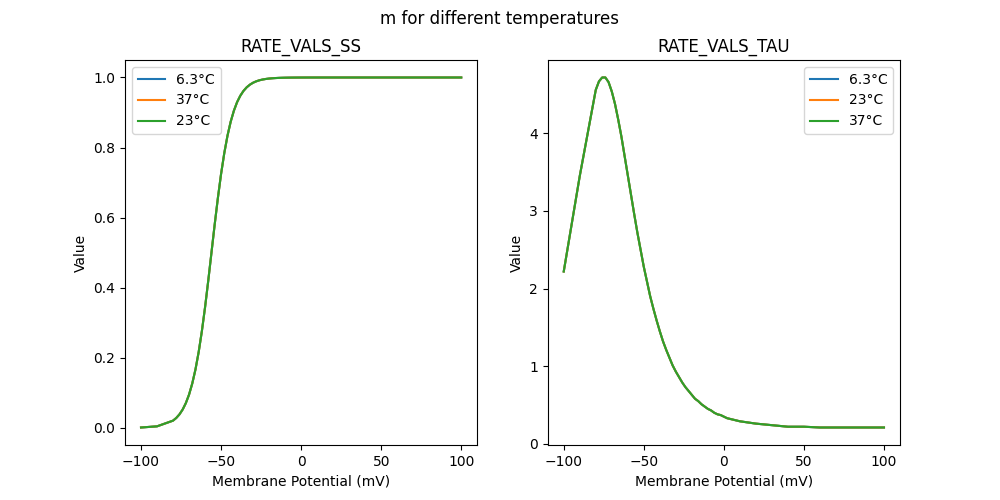 m for different temperatures
RATE_VALS_SS
1.0
0.8
0.6
0.4
0.2
0.0
Value
6.3°C
37°C
23°C
−100
−50
0
50
100
Membrane Potential (mV)
RATE_VALS_TAU
4
3
2
1
0
Value
6.3°C
23°C
37°C
−100
−50
0
50
100
Membrane Potential (mV)